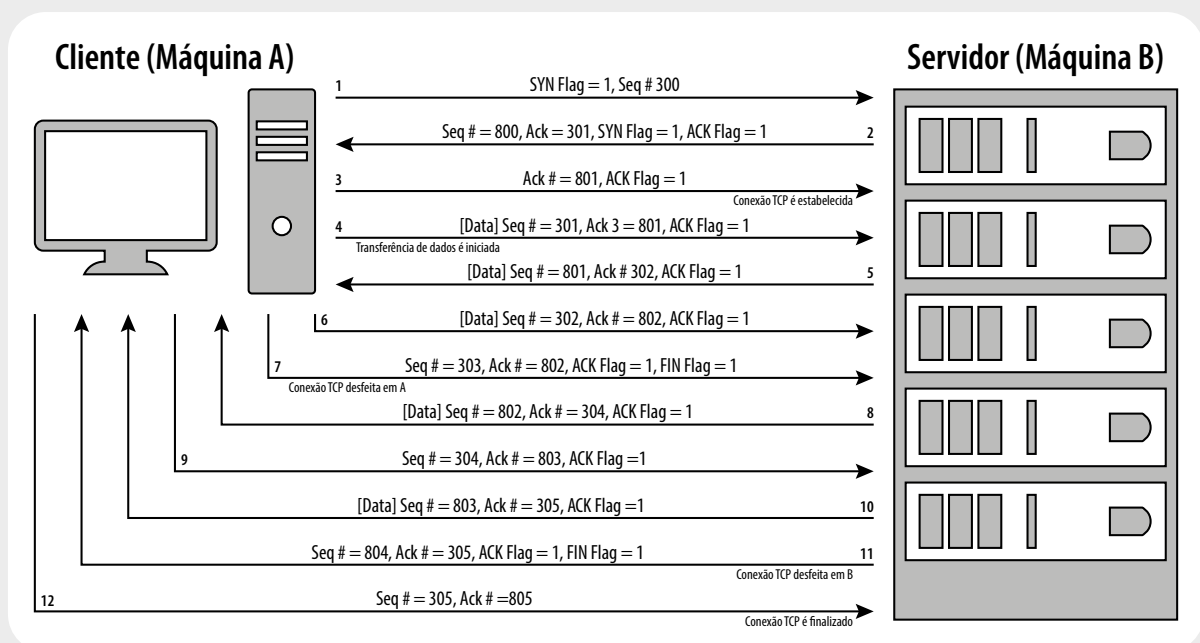 Cliente (Máquina A)
Servidor (Máquina B)
1
SYN Flag = 1, Seq # 300
Seq # = 800, Ack = 301, SYN Flag = 1, ACK Flag = 1
2
3
Ack # = 801, ACK Flag = 1
Conexão TCP é estabelecida
4
[Data] Seq # = 301, Ack 3 = 801, ACK Flag = 1
Transferência de dados é iniciada
[Data] Seq # = 801, Ack # 302, ACK Flag = 1
5
6
[Data] Seq # = 302, Ack # = 802, ACK Flag = 1
7
Seq # = 303, Ack # = 802, ACK Flag = 1, FIN Flag = 1
Conexão TCP desfeita em A
[Data] Seq # = 802, Ack # = 304, ACK Flag = 1
8
9
Seq # = 304, Ack # = 803, ACK Flag =1
[Data] Seq # = 803, Ack # = 305, ACK Flag =1
10
Seq # = 804, Ack # = 305, ACK Flag = 1, FIN Flag = 1
11
Conexão TCP desfeita em B
12
Seq # = 305, Ack # =805
Conexão TCP é finalizado